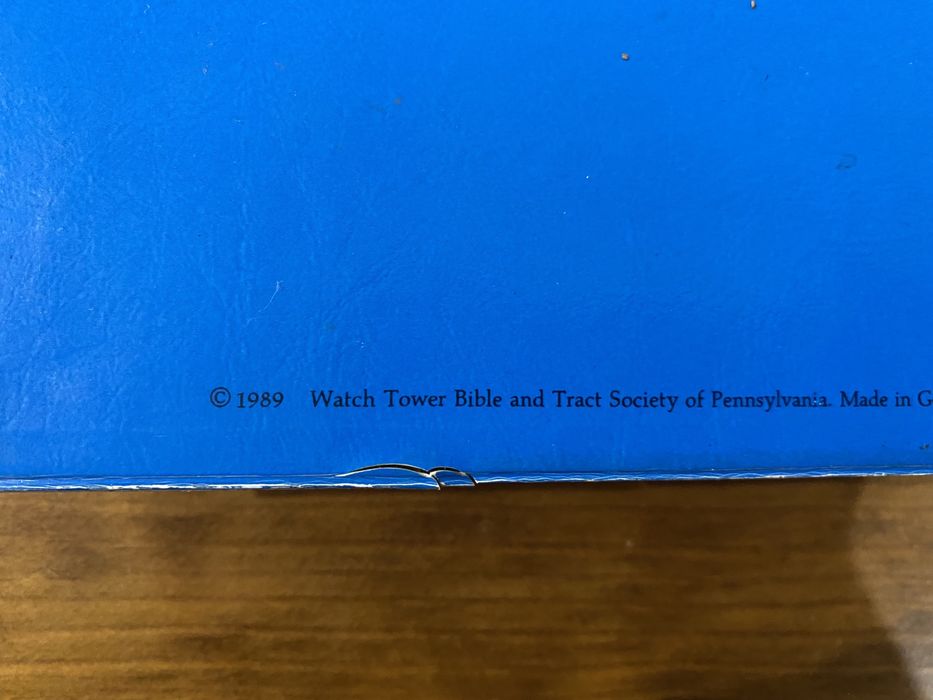 © 1989 Watch Tower Bible and Tract Society of Pennsylvania. Made in G